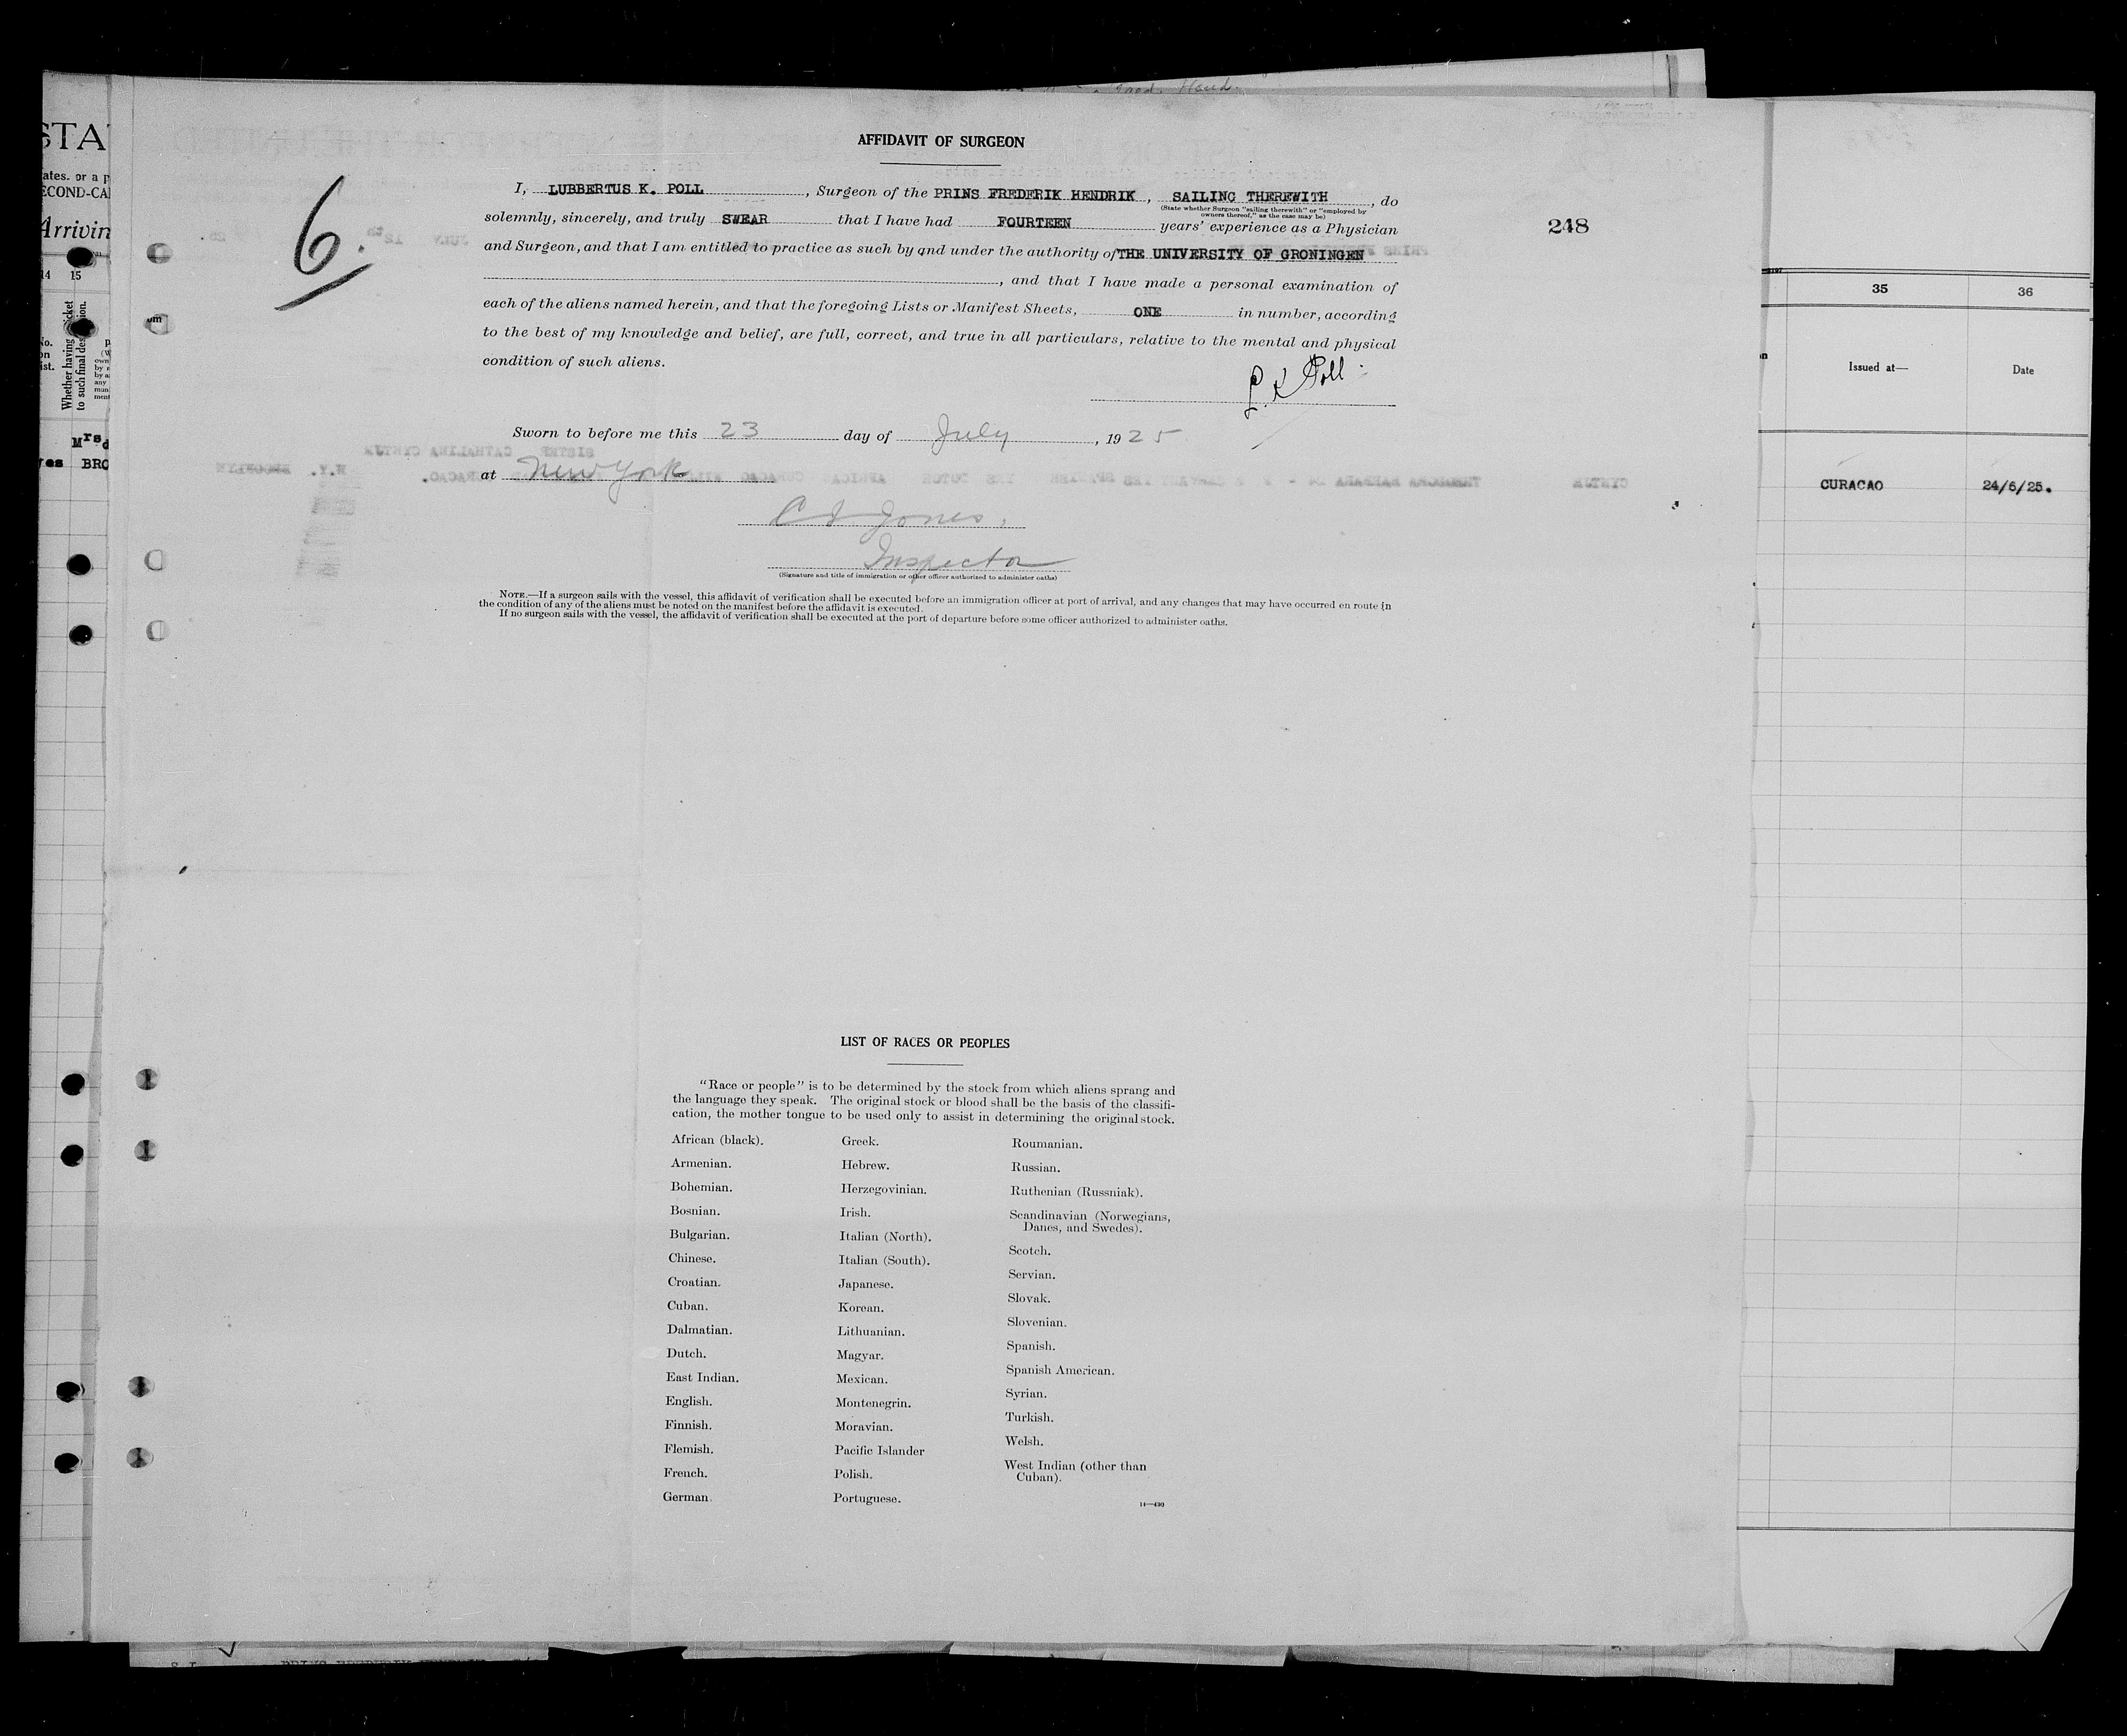 AFFIDAVIT OF SURGEON
6.
I, LUBBERTUS K. POLL, Surgeon of the PRINS FREDERIK HENDRIK, SAILING THEREWITH, do
(State whether Surgeon "sailing therewith" or "employed by
owners thereof," as the case may be)
solemnly, sincerely, and truly SWEAR that I have had FOURTEEN years' experience as a Physician
248
and Surgeon, and that I am entitled to practice as such by and under the authority of THE UNIVERSITY OF GRONINGEN
, and that I have made a personal examination of
each of the aliens named herein, and that the foregoing Lists or Manifest Sheets, ONE in number, according
to the best of my knowledge and belief, are full, correct, and true in all particulars, relative to the mental and physical
condition of such aliens.
L. K Poll
Sworn to before me this 23 day of July, 1925
at New York
C I Jones,
Inspector
(Signature and title of immigration or other officer authorized to administer oaths)
NOTE.—If a surgeon sails with the vessel, this affidavit of verification shall be executed before an immigration officer at port of arrival, and any changes that may have occurred en route in
the condition of any of the aliens must be noted on the manifest before the affidavit is executed.
If no surgeon sails with the vessel, the affidavit of verification shall be executed at the port of departure before some officer authorized to administer oaths.
LIST OF RACES OR PEOPLES
"Race or people" is to be determined by the stock from which aliens sprang and
the language they speak. The original stock or blood shall be the basis of the classifi-
cation, the mother tongue to be used only to assist in determining the original stock.
African (black).
Armenian.
Bohemian.
Bosnian.
Bulgarian.
Chinese.
Croatian.
Cuban.
Dalmatian.
Dutch.
East Indian.
English.
Finnish.
Flemish.
French.
German.
Greek.
Hebrew.
Herzegovinian.
Irish.
Italian (North).
Italian (South).
Japanese.
Korean.
Lithuanian.
Magyar.
Mexican.
Montenegrin.
Moravian.
Pacific Islander
Polish.
Portuguese.
Roumanian.
Russian.
Ruthenian (Russniak).
Scandinavian (Norwegians,
Danes, and Swedes).
Scotch.
Servian.
Slovak.
Slovenian.
Spanish.
Spanish American.
Syrian.
Turkish.
Welsh.
West Indian (other than
Cuban).
14—430
35
36
Issued at—
Date
CURACAO
24/6/25.
STA
ates. or a p
ECOND-CA
Arrivin
14 15
Whether having ticket
to such final destination.
Mrs
BRO